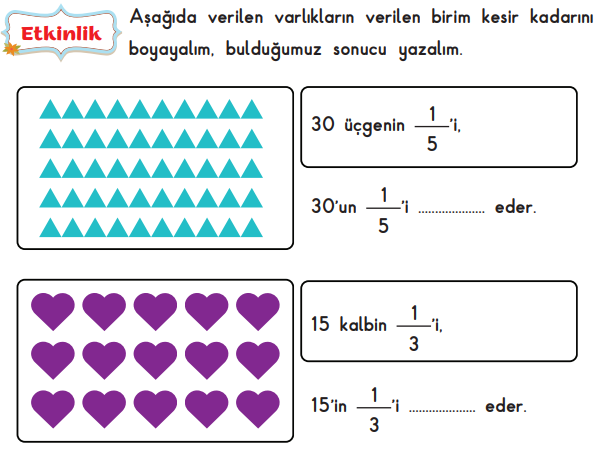 Etkinlik
Aşağıda verilen varlıkların verilen birim kesir kadarını
boyayalım, bulduğumuz sonucu yazalım.
30 üçgenin 1/5'i,
30'un 1/5'i .................... eder.
15 kalbin 1/3'i,
15'in 1/3'i .................... eder.